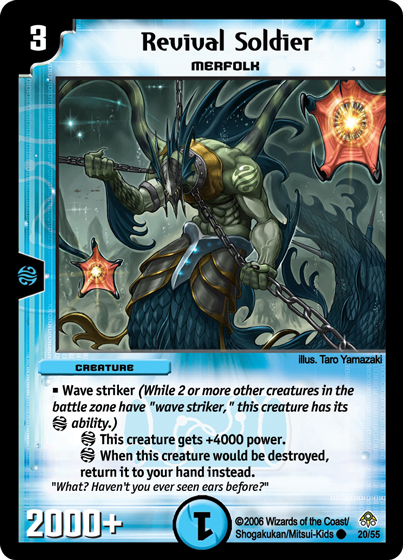 3
Revival Soldier
MERFOLK
illus. Taro Yamazaki
CREATURE
▪ Wave striker (While 2 or more other creatures in the
battle zone have "wave striker," this creature has its
ability.)
This creature gets +4000 power.
When this creature would be destroyed,
return it to your hand instead.
"What? Haven't you ever seen ears before?"
2000+
1
©2006 Wizards of the Coast/
Shogakukan/Mitsui-Kids ● 20/55